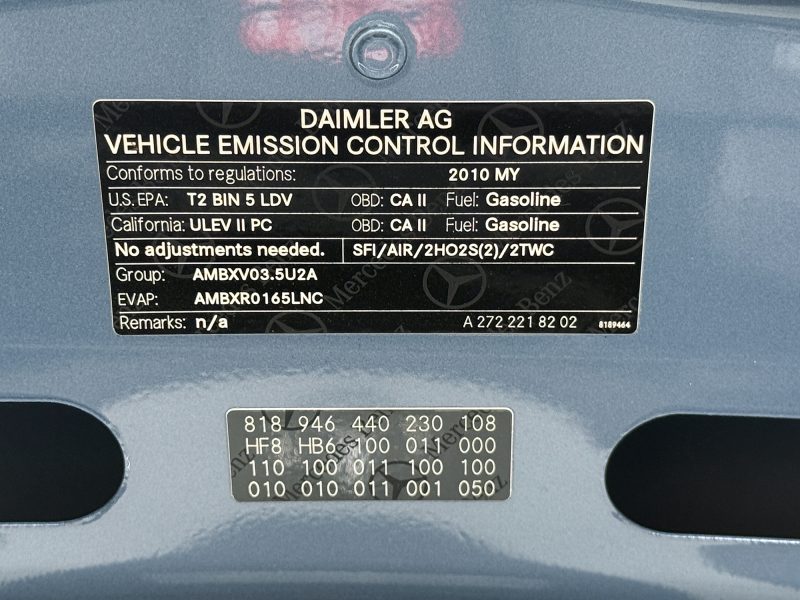 DAIMLER AG
VEHICLE EMISSION CONTROL INFORMATION
Conforms to regulations: 2010 MY
U.S. EPA: T2 BIN 5 LDV OBD: CA II Fuel: Gasoline
California: ULEV II PC OBD: CA II Fuel: Gasoline
No adjustments needed. SFI/AIR/2HO2S(2)/2TWC
Group: AMBXV03.5U2A
EVAP: AMBXR0165LNC
Remarks: n/a A 272 221 82 02 8189464
818 946 440 230 108
HF8 HB6 100 011 000
110 100 011 100 100
010 010 011 001 050